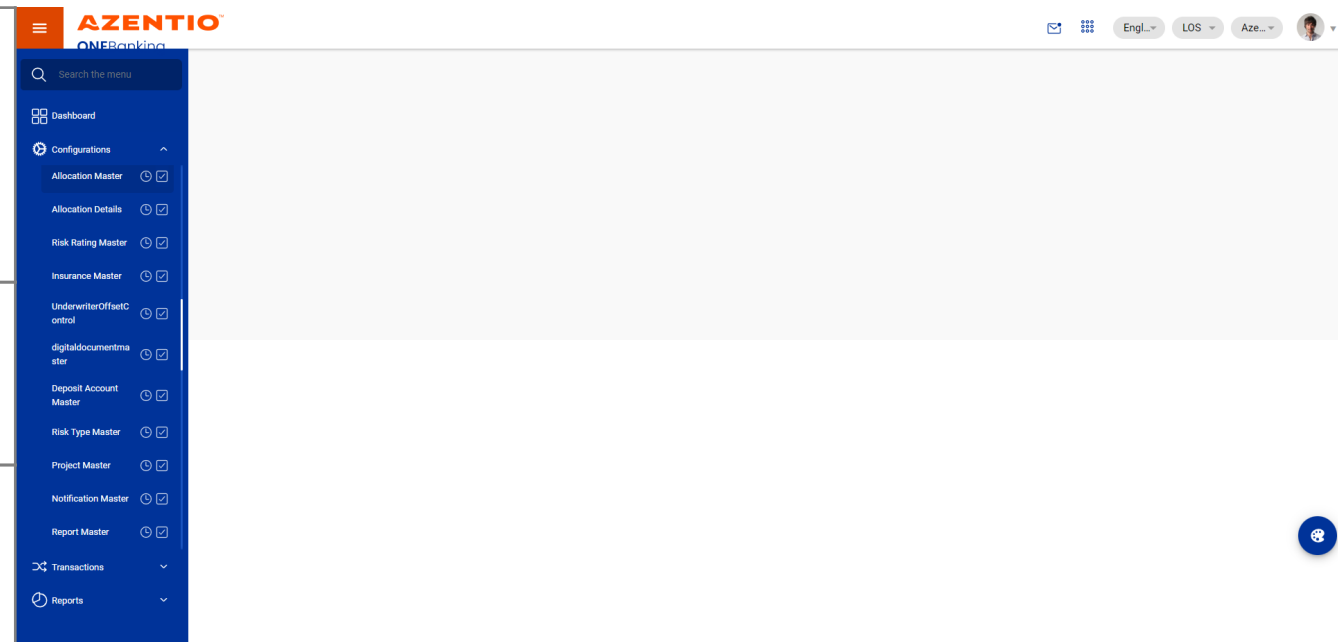 AZENTIO™
ONEBanking
Engl...
LOS
Aze...
Search the menu
Dashboard
Configurations
Allocation Master
Allocation Details
Risk Rating Master
Insurance Master
UnderwriterOffsetC
ontrol
digitaldocumentma
ster
Deposit Account
Master
Risk Type Master
Project Master
Notification Master
Report Master
Transactions
Reports